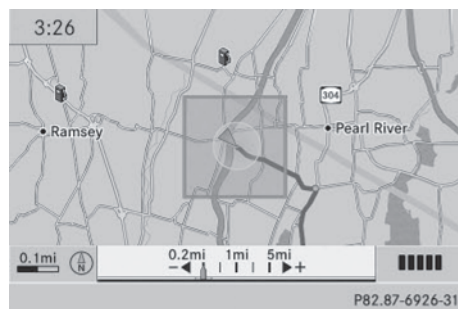 3:26
304
Ramsey
Pearl River
0.2mi 1mi 5mi
0.1mi
N
- +
P82.87-6926-31